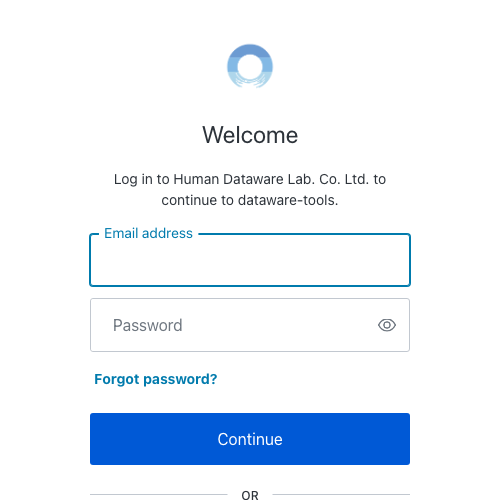 Welcome
Log in to Human Dataware Lab. Co. Ltd. to
continue to dataware-tools.
Email address
Password
Forgot password?
Continue
OR